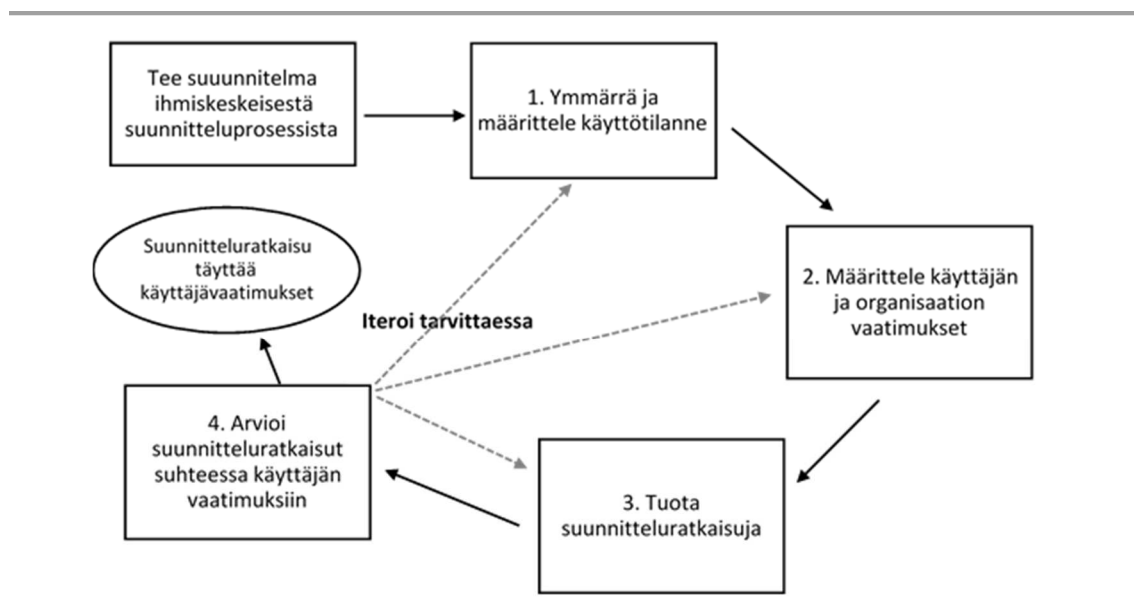 Tee suuunnitelma
ihmiskeskeisestä
suunnitteluprosessista
1. Ymmärrä ja
määrittele käyttötilanne
2. Määrittele käyttäjän
ja organisaation
vaatimukset
3. Tuota
suunnitteluratkaisuja
4. Arvioi
suunnitteluratkaisut
suhteessa käyttäjän
vaatimuksiin
Suunnitteluratkaisu
täyttää
käyttäjävaatimukset
Iteroi tarvittaessa